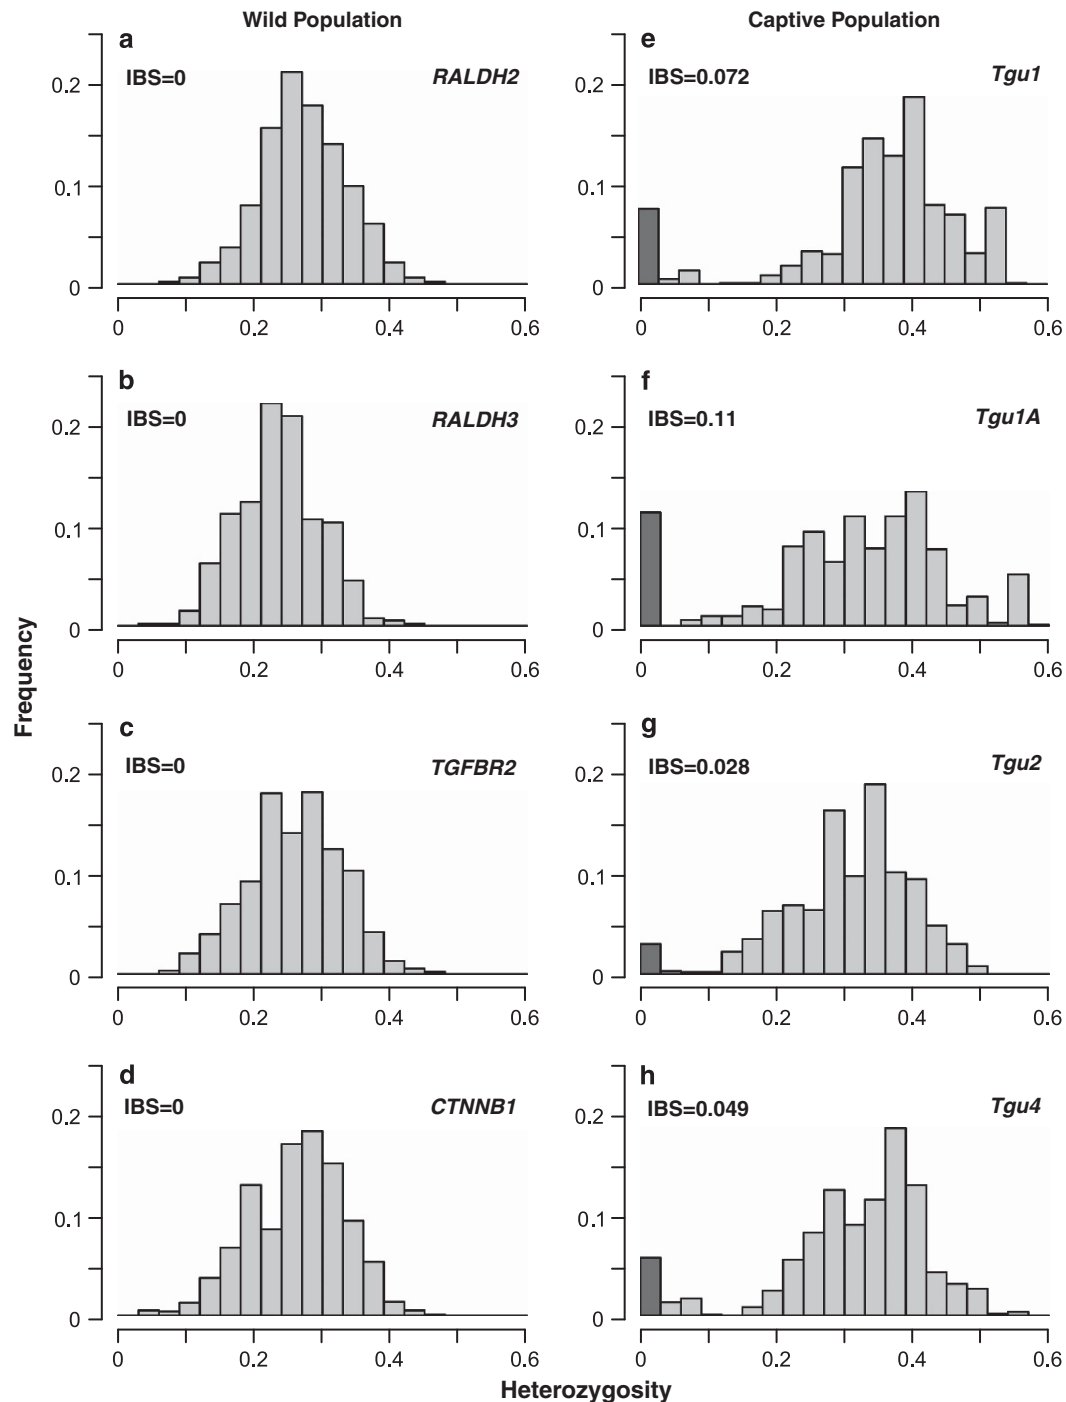 Wild Population
Captive Population
a
IBS=0
RALDH2
0.2
0.1
0
0
0.2
0.4
0.6
e
IBS=0.072
Tgu1
0.2
0.1
0
0
0.2
0.4
0.6
b
IBS=0
RALDH3
0.2
0.1
0
0
0.2
0.4
0.6
f
IBS=0.11
Tgu1A
0.2
0.1
0
0
0.2
0.4
0.6
Frequency
c
IBS=0
TGFBR2
0.2
0.1
0
0
0.2
0.4
0.6
g
IBS=0.028
Tgu2
0.2
0.1
0
0
0.2
0.4
0.6
d
IBS=0
CTNNB1
0.2
0.1
0
0
0.2
0.4
0.6
h
IBS=0.049
Tgu4
0.2
0.1
0
0
0.2
0.4
0.6
Heterozygosity